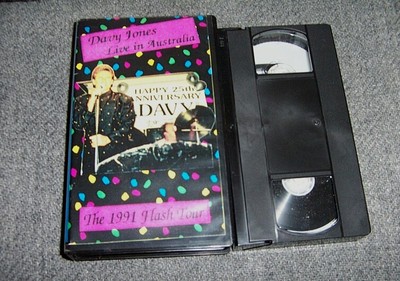 Davy Jones
Live in Australia
HAPPY 25th
ANNIVERSARY
DAVY
The 1991 Flash Tour